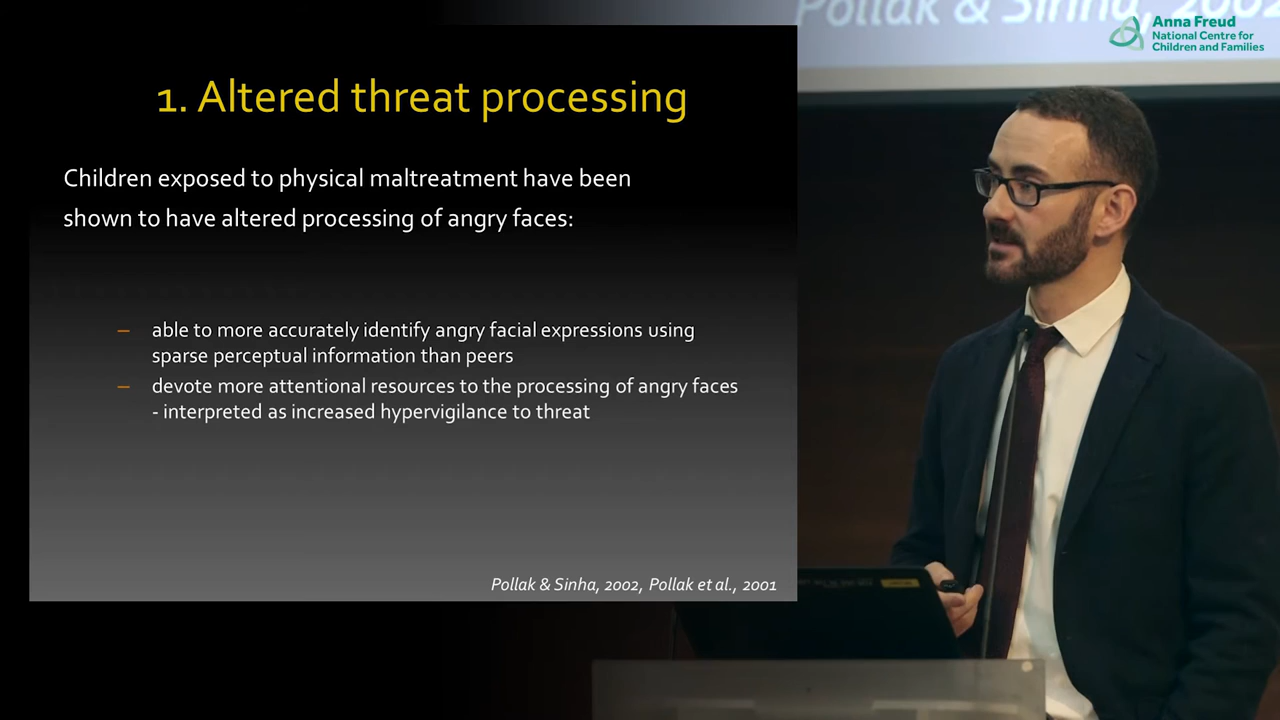 Pollak & Sinha, 2002
Anna Freud
National Centre for
Children and Families
1. Altered threat processing
Children exposed to physical maltreatment have been
shown to have altered processing of angry faces:
– able to more accurately identify angry facial expressions using
sparse perceptual information than peers
– devote more attentional resources to the processing of angry faces
- interpreted as increased hypervigilance to threat
Pollak & Sinha, 2002, Pollak et al., 2001